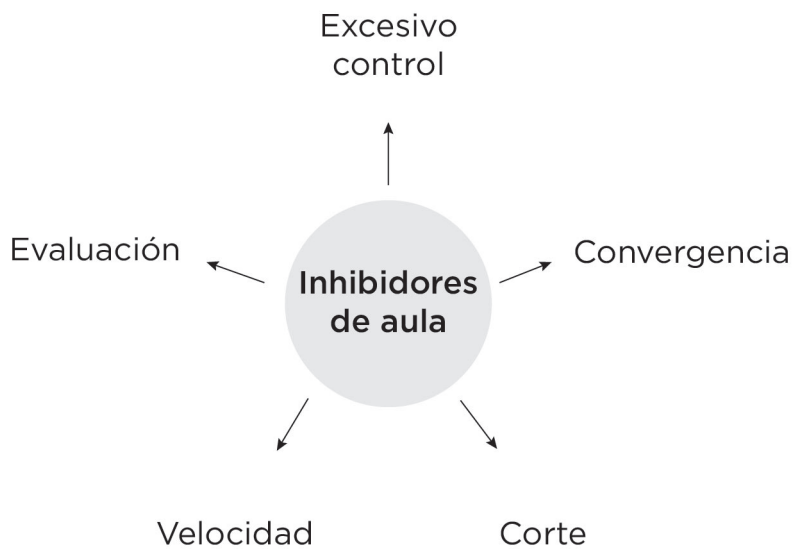 Excesivo
control
Evaluación
Convergencia
Inhibidores
de aula
Velocidad
Corte